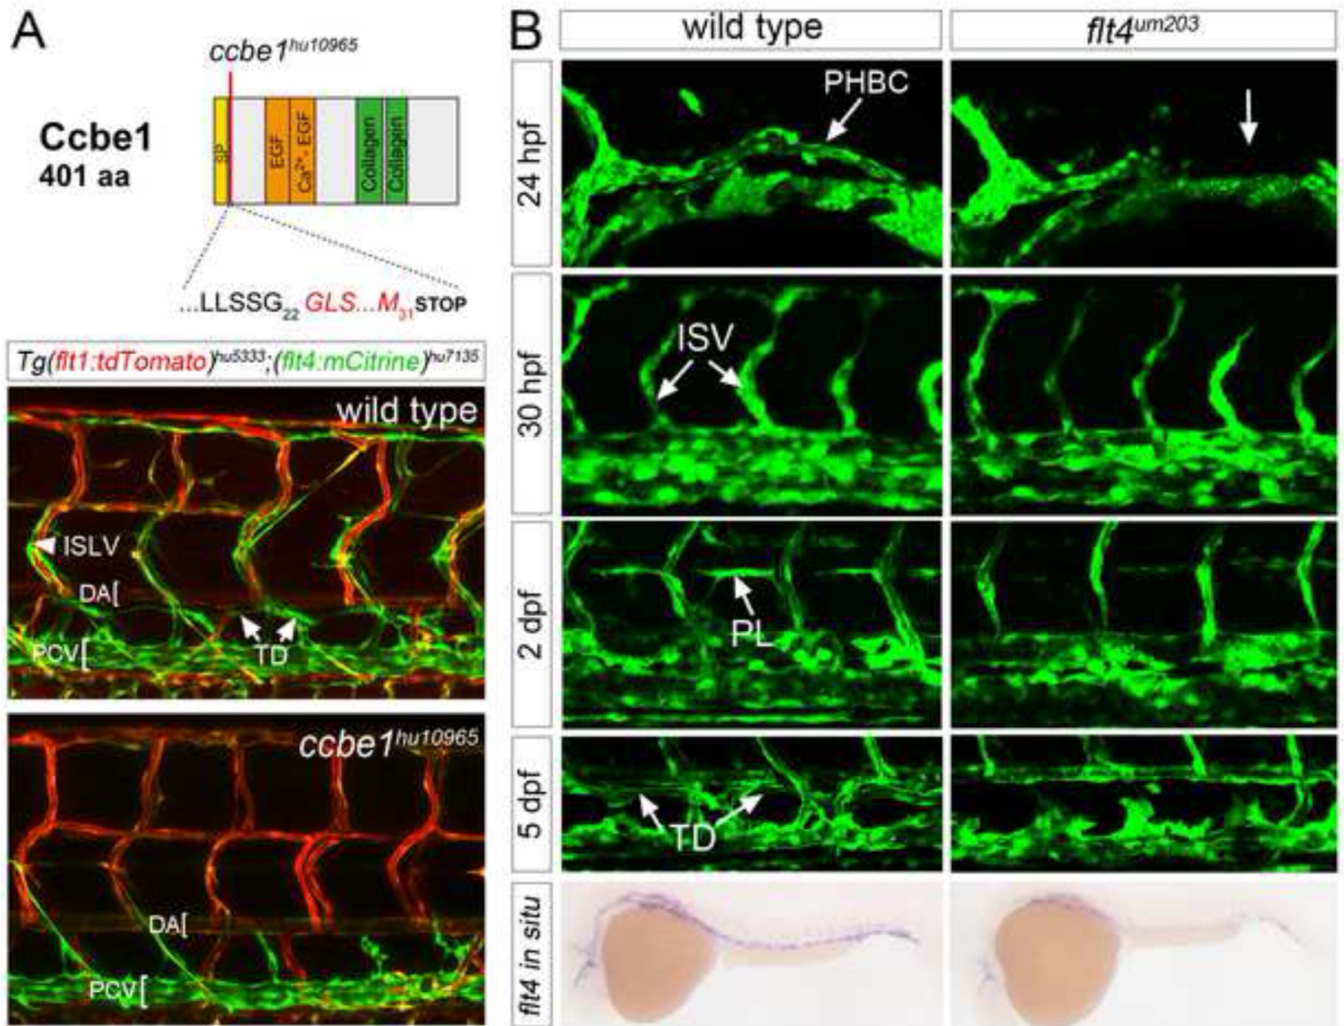 A
ccbe1hu10965
Ccbe1
401 aa
SP
EGF
Ca2+- EGF
Collagen
Collagen
...LLSSG22 GLS...M31STOP
Tg(flt1:tdTomato)hu5333;(flt4:mCitrine)hu7135
wild type
ISLV
DA[
TD
PCV[
ccbe1hu10965
DA[
PCV[
B
wild type
flt4um203
24 hpf
PHBC
30 hpf
ISV
2 dpf
PL
5 dpf
TD
flt4 in situ